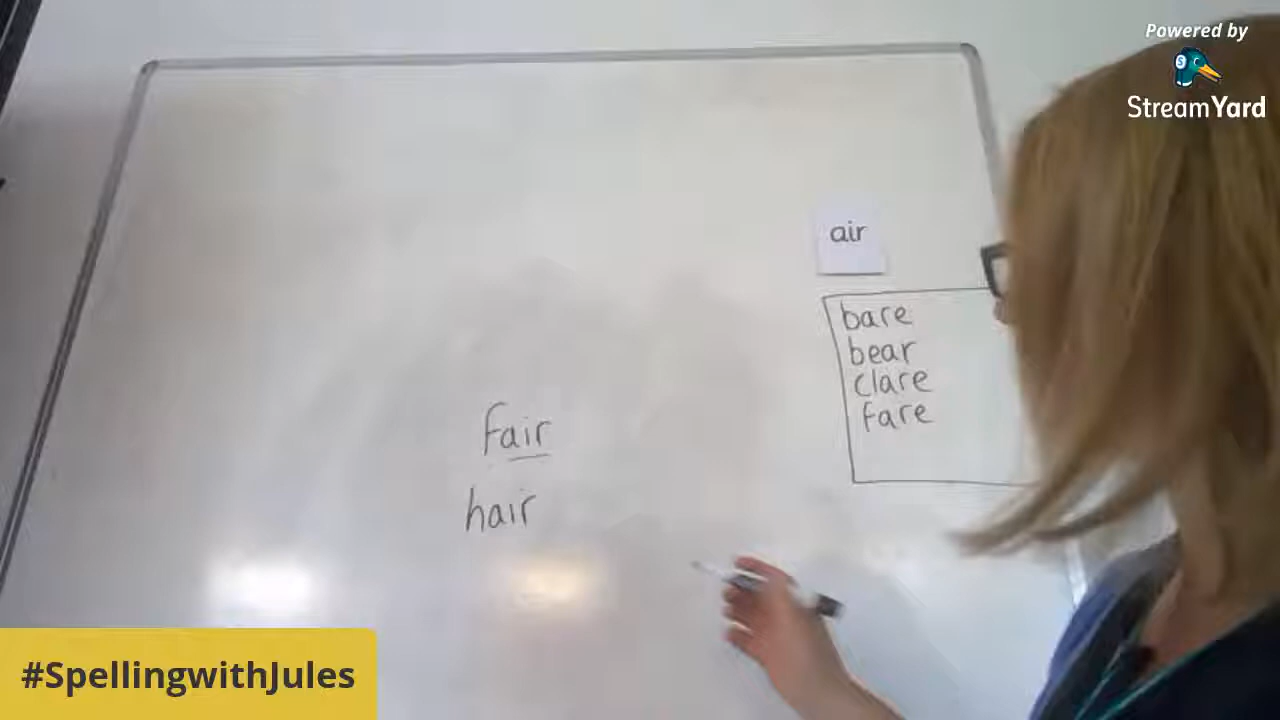 Powered by
StreamYard
air
bare
bear
clare
fare
fair
hair
#SpellingwithJules